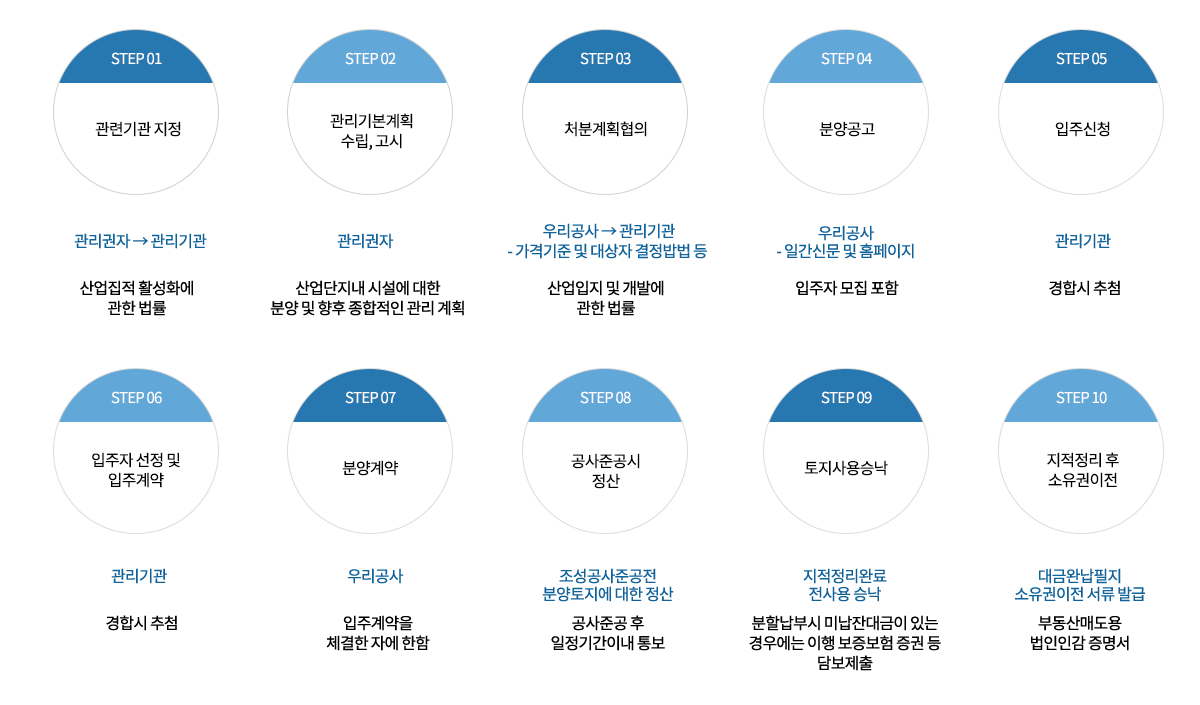 STEP 01
관련기관 지정
관리권자 → 관리기관
산업집적 활성화에
관한 법률
STEP 02
관리기본계획
수립, 고시
관리권자
산업단지내 시설에 대한
분양 및 향후 종합적인 관리 계획
STEP 03
처분계획협의
우리공사 → 관리기관
- 가격기준 및 대상자 결정밥법 등
산업입지 및 개발에
관한 법률
STEP 04
분양공고
우리공사
- 일간신문 및 홈페이지
입주자 모집 포함
STEP 05
입주신청
관리기관
경합시 추첨
STEP 06
입주자 선정 및
입주계약
관리기관
경합시 추첨
STEP 07
분양계약
우리공사
입주계약을
체결한 자에 한함
STEP 08
공사준공시
정산
조성공사준공전
분양토지에 대한 정산
공사준공 후
일정기간이내 통보
STEP 09
토지사용승낙
지적정리완료
전사용 승낙
분할납부시 미납잔대금이 있는
경우에는 이행 보증보험 증권 등
담보제출
STEP 10
지적정리 후
소유권이전
대금완납필지
소유권이전 서류 발급
부동산매도용
법인인감 증명서